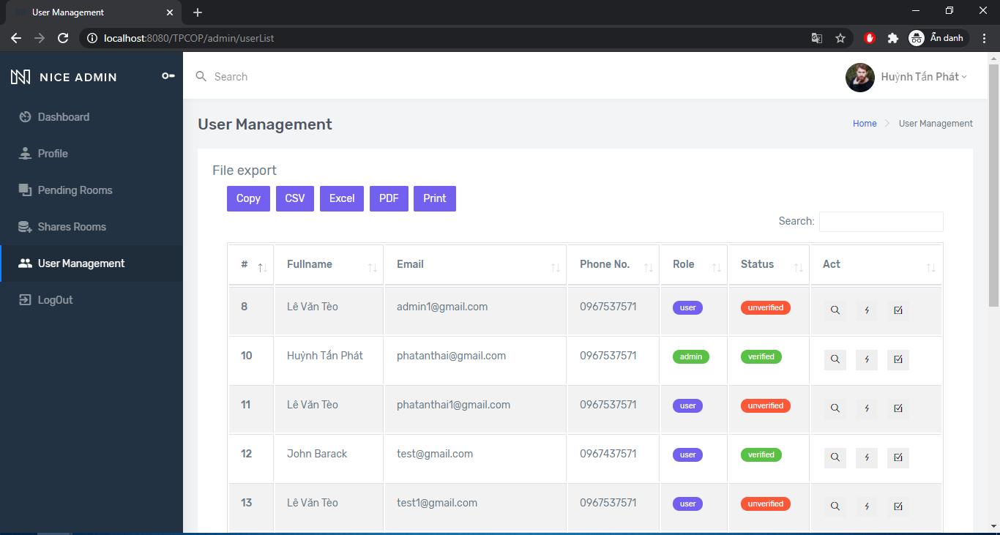 User Management
localhost:8080/TPCOP/admin/userList
Ẩn danh
NICE ADMIN
Search
Huỳnh Tấn Phát
Dashboard
Profile
Pending Rooms
Shares Rooms
User Management
LogOut
User Management
Home
User Management
File export
Copy CSV Excel PDF Print
Search:
# Fullname Email Phone No. Role Status Act
8 Lê Văn Tèo admin1@gmail.com 0967537571 user unverified
10 Huỳnh Tấn Phát phatanthai@gmail.com 0967537571 admin verified
11 Lê Văn Tèo phatanthai1@gmail.com 0967537571 user unverified
12 John Barack test@gmail.com 0967437571 user verified
13 Lê Văn Tèo test1@gmail.com 0967537571 user unverified